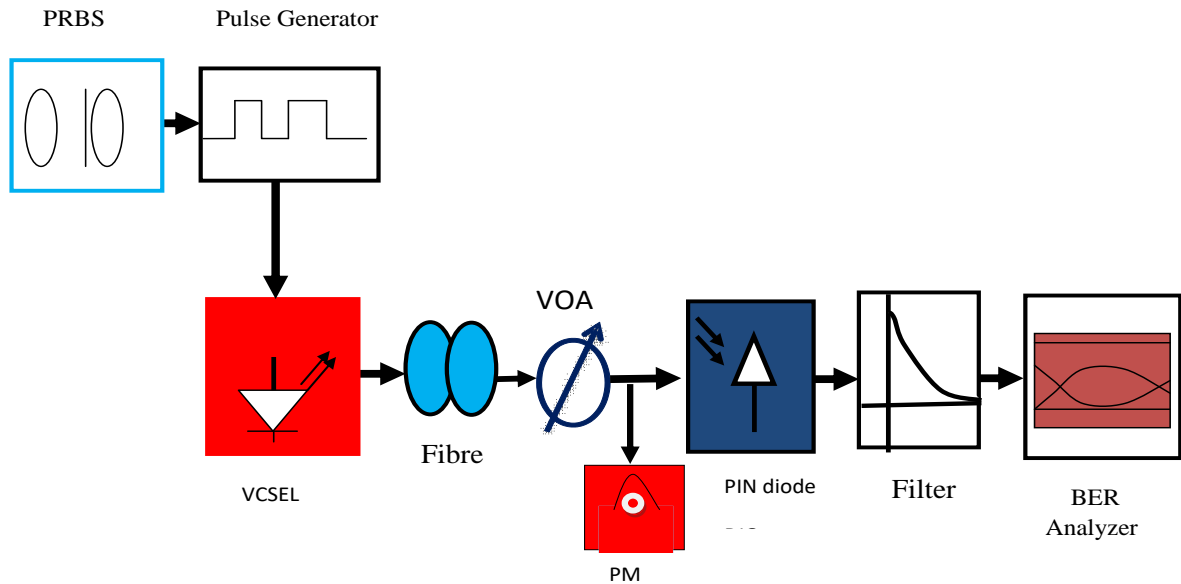 PRBS
Pulse Generator
VOA
Fibre
VCSEL
PIN diode
Filter
BER
Analyzer
PM